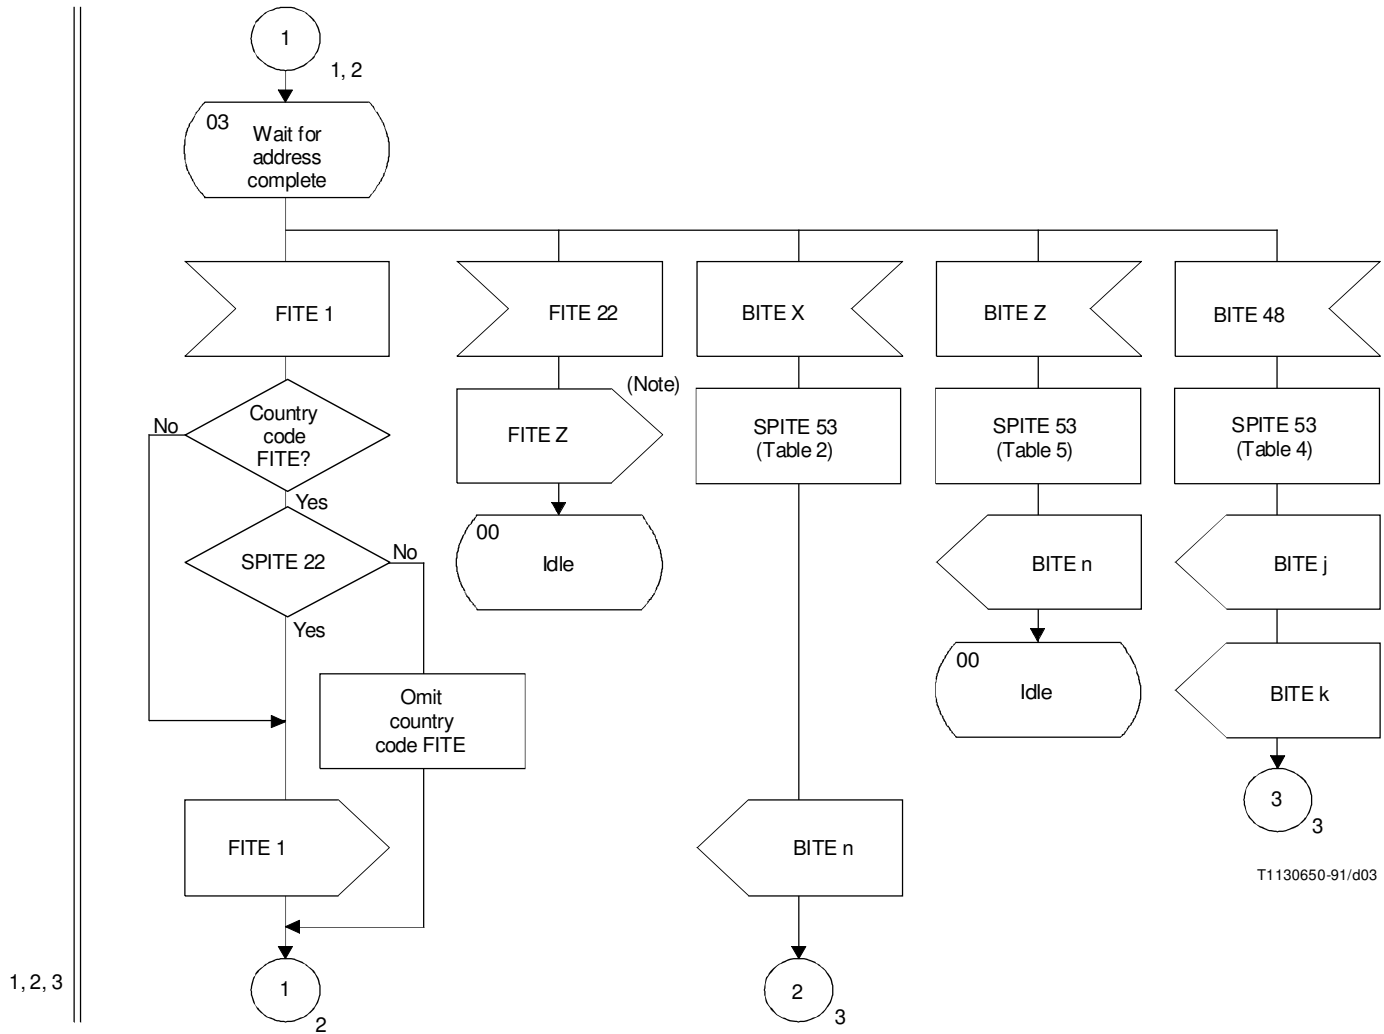 1
1, 2
03
Wait for
address
complete
FITE 1
FITE 22
BITE X
BITE Z
BITE 48
Country
code
FITE?
No
Yes
(Note)
FITE Z
SPITE 53
(Table 2)
SPITE 53
(Table 5)
SPITE 53
(Table 4)
SPITE 22
No
Yes
00
Idle
BITE n
BITE j
Omit
country
code FITE
00
Idle
BITE k
FITE 1
BITE n
3
3
T1130650-91/d03
1, 2, 3
1
2
2
3